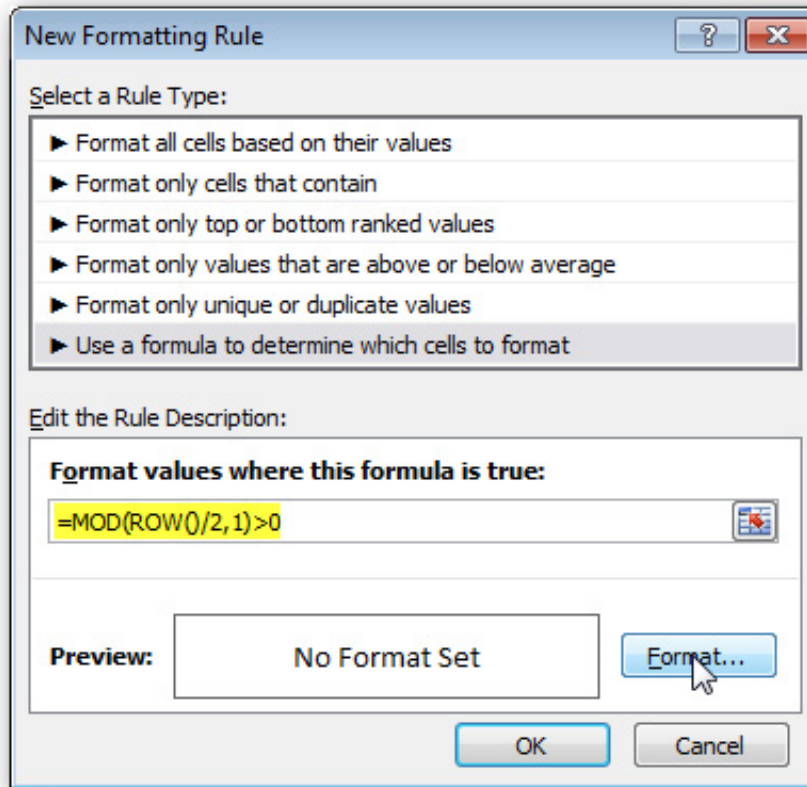 New Formatting Rule
?
Select a Rule Type:
► Format all cells based on their values
► Format only cells that contain
► Format only top or bottom ranked values
► Format only values that are above or below average
► Format only unique or duplicate values
► Use a formula to determine which cells to format
Edit the Rule Description:
Format values where this formula is true:
=MOD(ROW()/2,1)>0
Preview: No Format Set Format...
OK Cancel